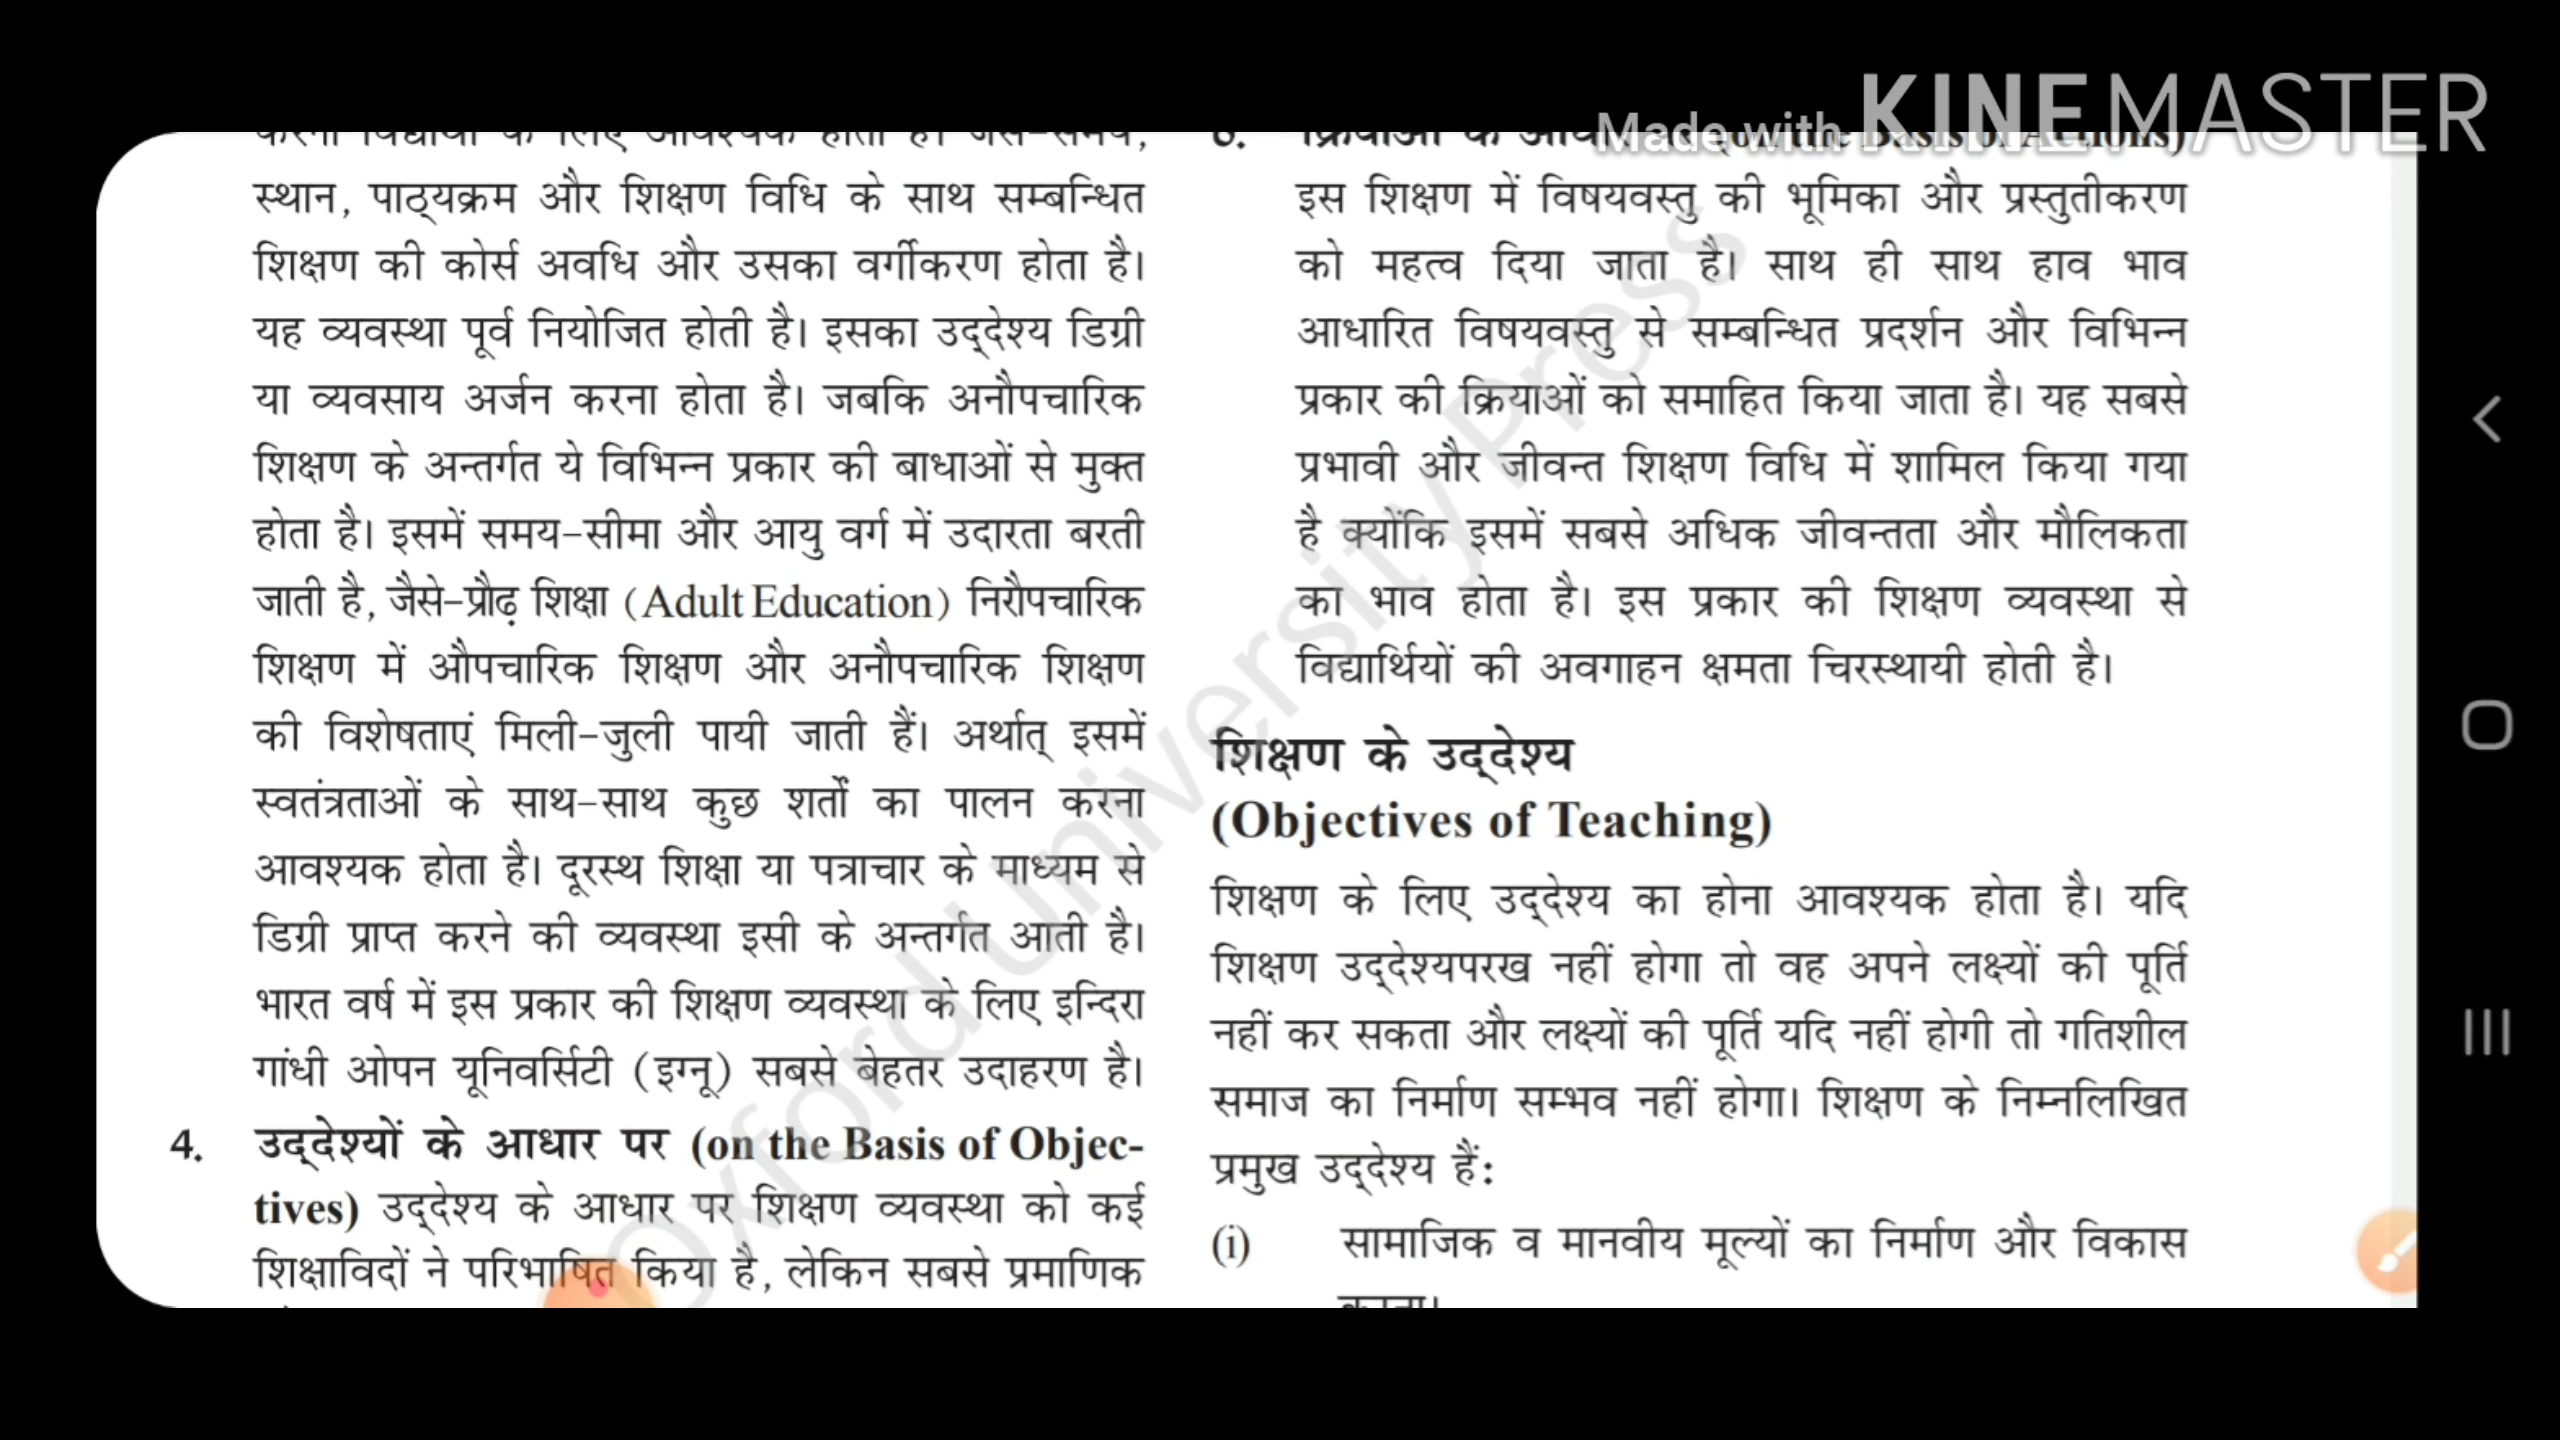 Made with KINEMASTER
स्थान, पाठ्यक्रम और शिक्षण विधि के साथ सम्बन्धित
शिक्षण की कोर्स अवधि और उसका वर्गीकरण होता है।
यह व्यवस्था पूर्व नियोजित होती है। इसका उद्देश्य डिग्री
या व्यवसाय अर्जन करना होता है। जबकि अनौपचारिक
शिक्षण के अन्तर्गत ये विभिन्न प्रकार की बाधाओं से मुक्त
होता है। इसमें समय-सीमा और आयु वर्ग में उदारता बरती
जाती है, जैसे-प्रौढ़ शिक्षा (Adult Education) निरौपचारिक
शिक्षण में औपचारिक शिक्षण और अनौपचारिक शिक्षण
की विशेषताएं मिली-जुली पायी जाती हैं। अर्थात् इसमें
स्वतंत्रताओं के साथ-साथ कुछ शर्तों का पालन करना
आवश्यक होता है। दूरस्थ शिक्षा या पत्राचार के माध्यम से
डिग्री प्राप्त करने की व्यवस्था इसी के अन्तर्गत आती है।
भारत वर्ष में इस प्रकार की शिक्षण व्यवस्था के लिए इन्दिरा
गांधी ओपन यूनिवर्सिटी (इग्नू) सबसे बेहतर उदाहरण है।
4. उद्देश्यों के आधार पर (on the Basis of Objec-
tives) उद्देश्य के आधार पर शिक्षण व्यवस्था को कई
शिक्षाविदों ने परिभाषित किया है, लेकिन सबसे प्रमाणिक
इस शिक्षण में विषयवस्तु की भूमिका और प्रस्तुतीकरण
को महत्व दिया जाता है। साथ ही साथ हाव भाव
आधारित विषयवस्तु से सम्बन्धित प्रदर्शन और विभिन्न
प्रकार की क्रियाओं को समाहित किया जाता है। यह सबसे
प्रभावी और जीवन्त शिक्षण विधि में शामिल किया गया
है क्योंकि इसमें सबसे अधिक जीवन्तता और मौलिकता
का भाव होता है। इस प्रकार की शिक्षण व्यवस्था से
विद्यार्थियों की अवगाहन क्षमता चिरस्थायी होती है।
शिक्षण के उद्देश्य
(Objectives of Teaching)
शिक्षण के लिए उद्देश्य का होना आवश्यक होता है। यदि
शिक्षण उद्देश्यपरख नहीं होगा तो वह अपने लक्ष्यों की पूर्ति
नहीं कर सकता और लक्ष्यों की पूर्ति यदि नहीं होगी तो गतिशील
समाज का निर्माण सम्भव नहीं होगा। शिक्षण के निम्नलिखित
प्रमुख उद्देश्य हैं:
(i) सामाजिक व मानवीय मूल्यों का निर्माण और विकास
Oxford University Press